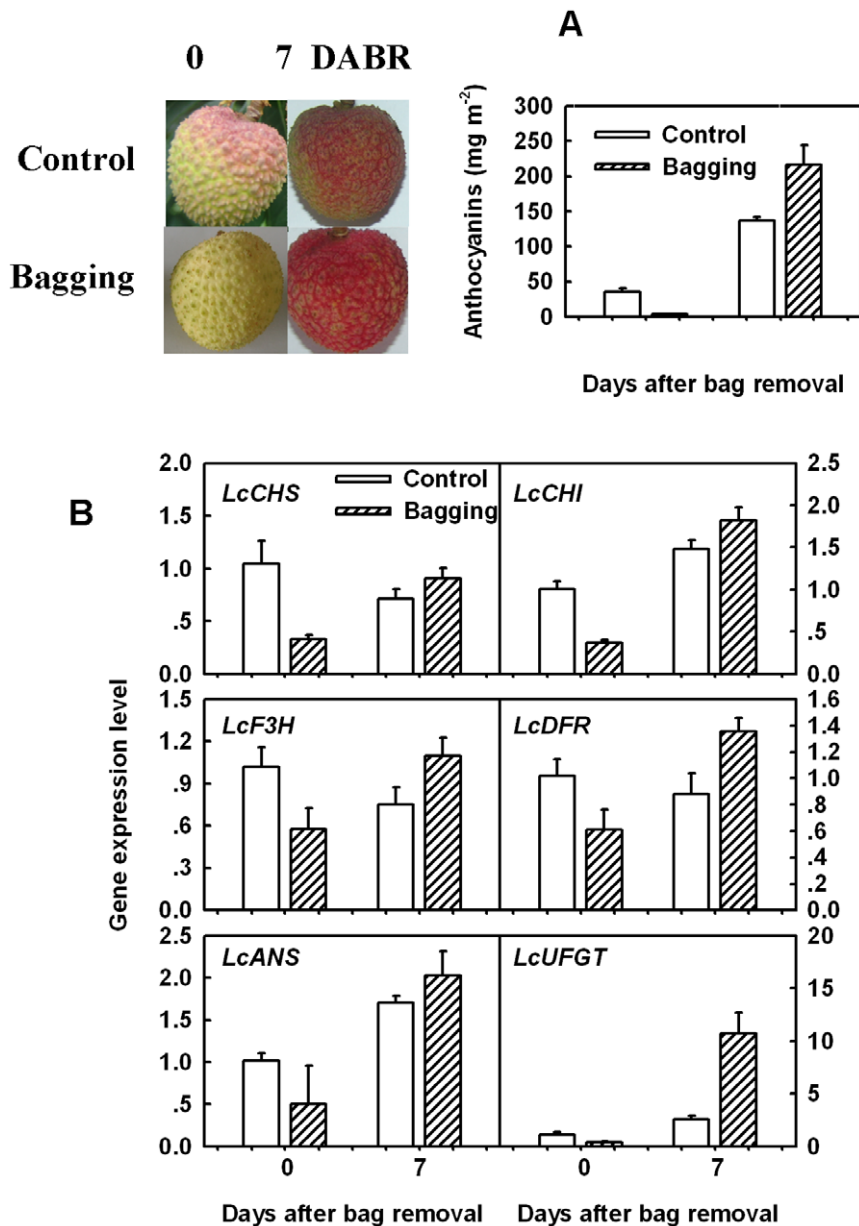 A
0 7 DABR
Control
Bagging
Anthocyanins (mg m-2)
300
250
200
150
100
50
0
Control
Bagging
Days after bag removal
B
Gene expression level
2.0
1.5
1.0
.5
0.0
LcCHS
Control
Bagging
LcCHI
2.5
2.0
1.5
1.0
.5
0.0
1.5
1.2
.9
.6
.3
0.0
LcF3H
LcDFR
1.6
1.4
1.2
1.0
.8
.6
.4
.2
0.0
2.5
2.0
1.5
1.0
.5
0.0
LcANS
LcUFGT
20
15
10
5
0
0 7 0 7
Days after bag removal Days after bag removal